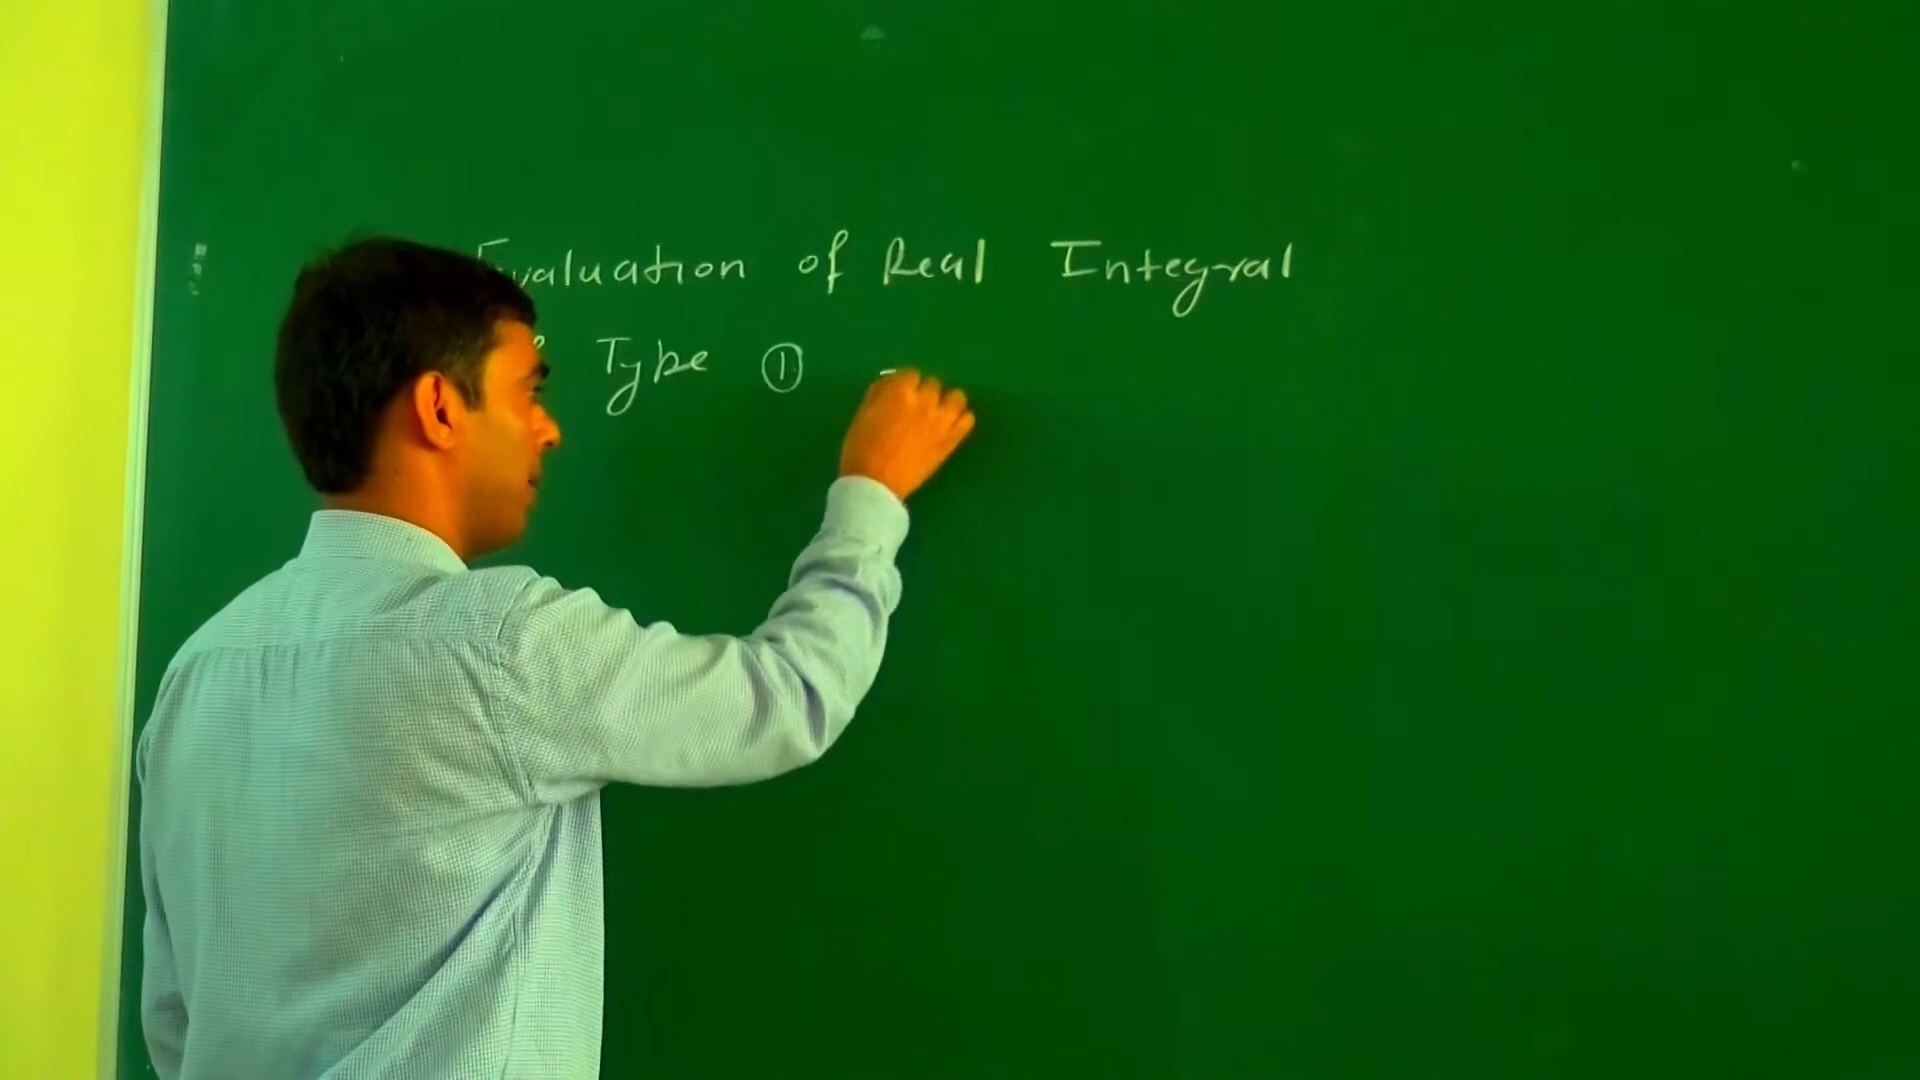 Evaluation of Real Integral
Type ①